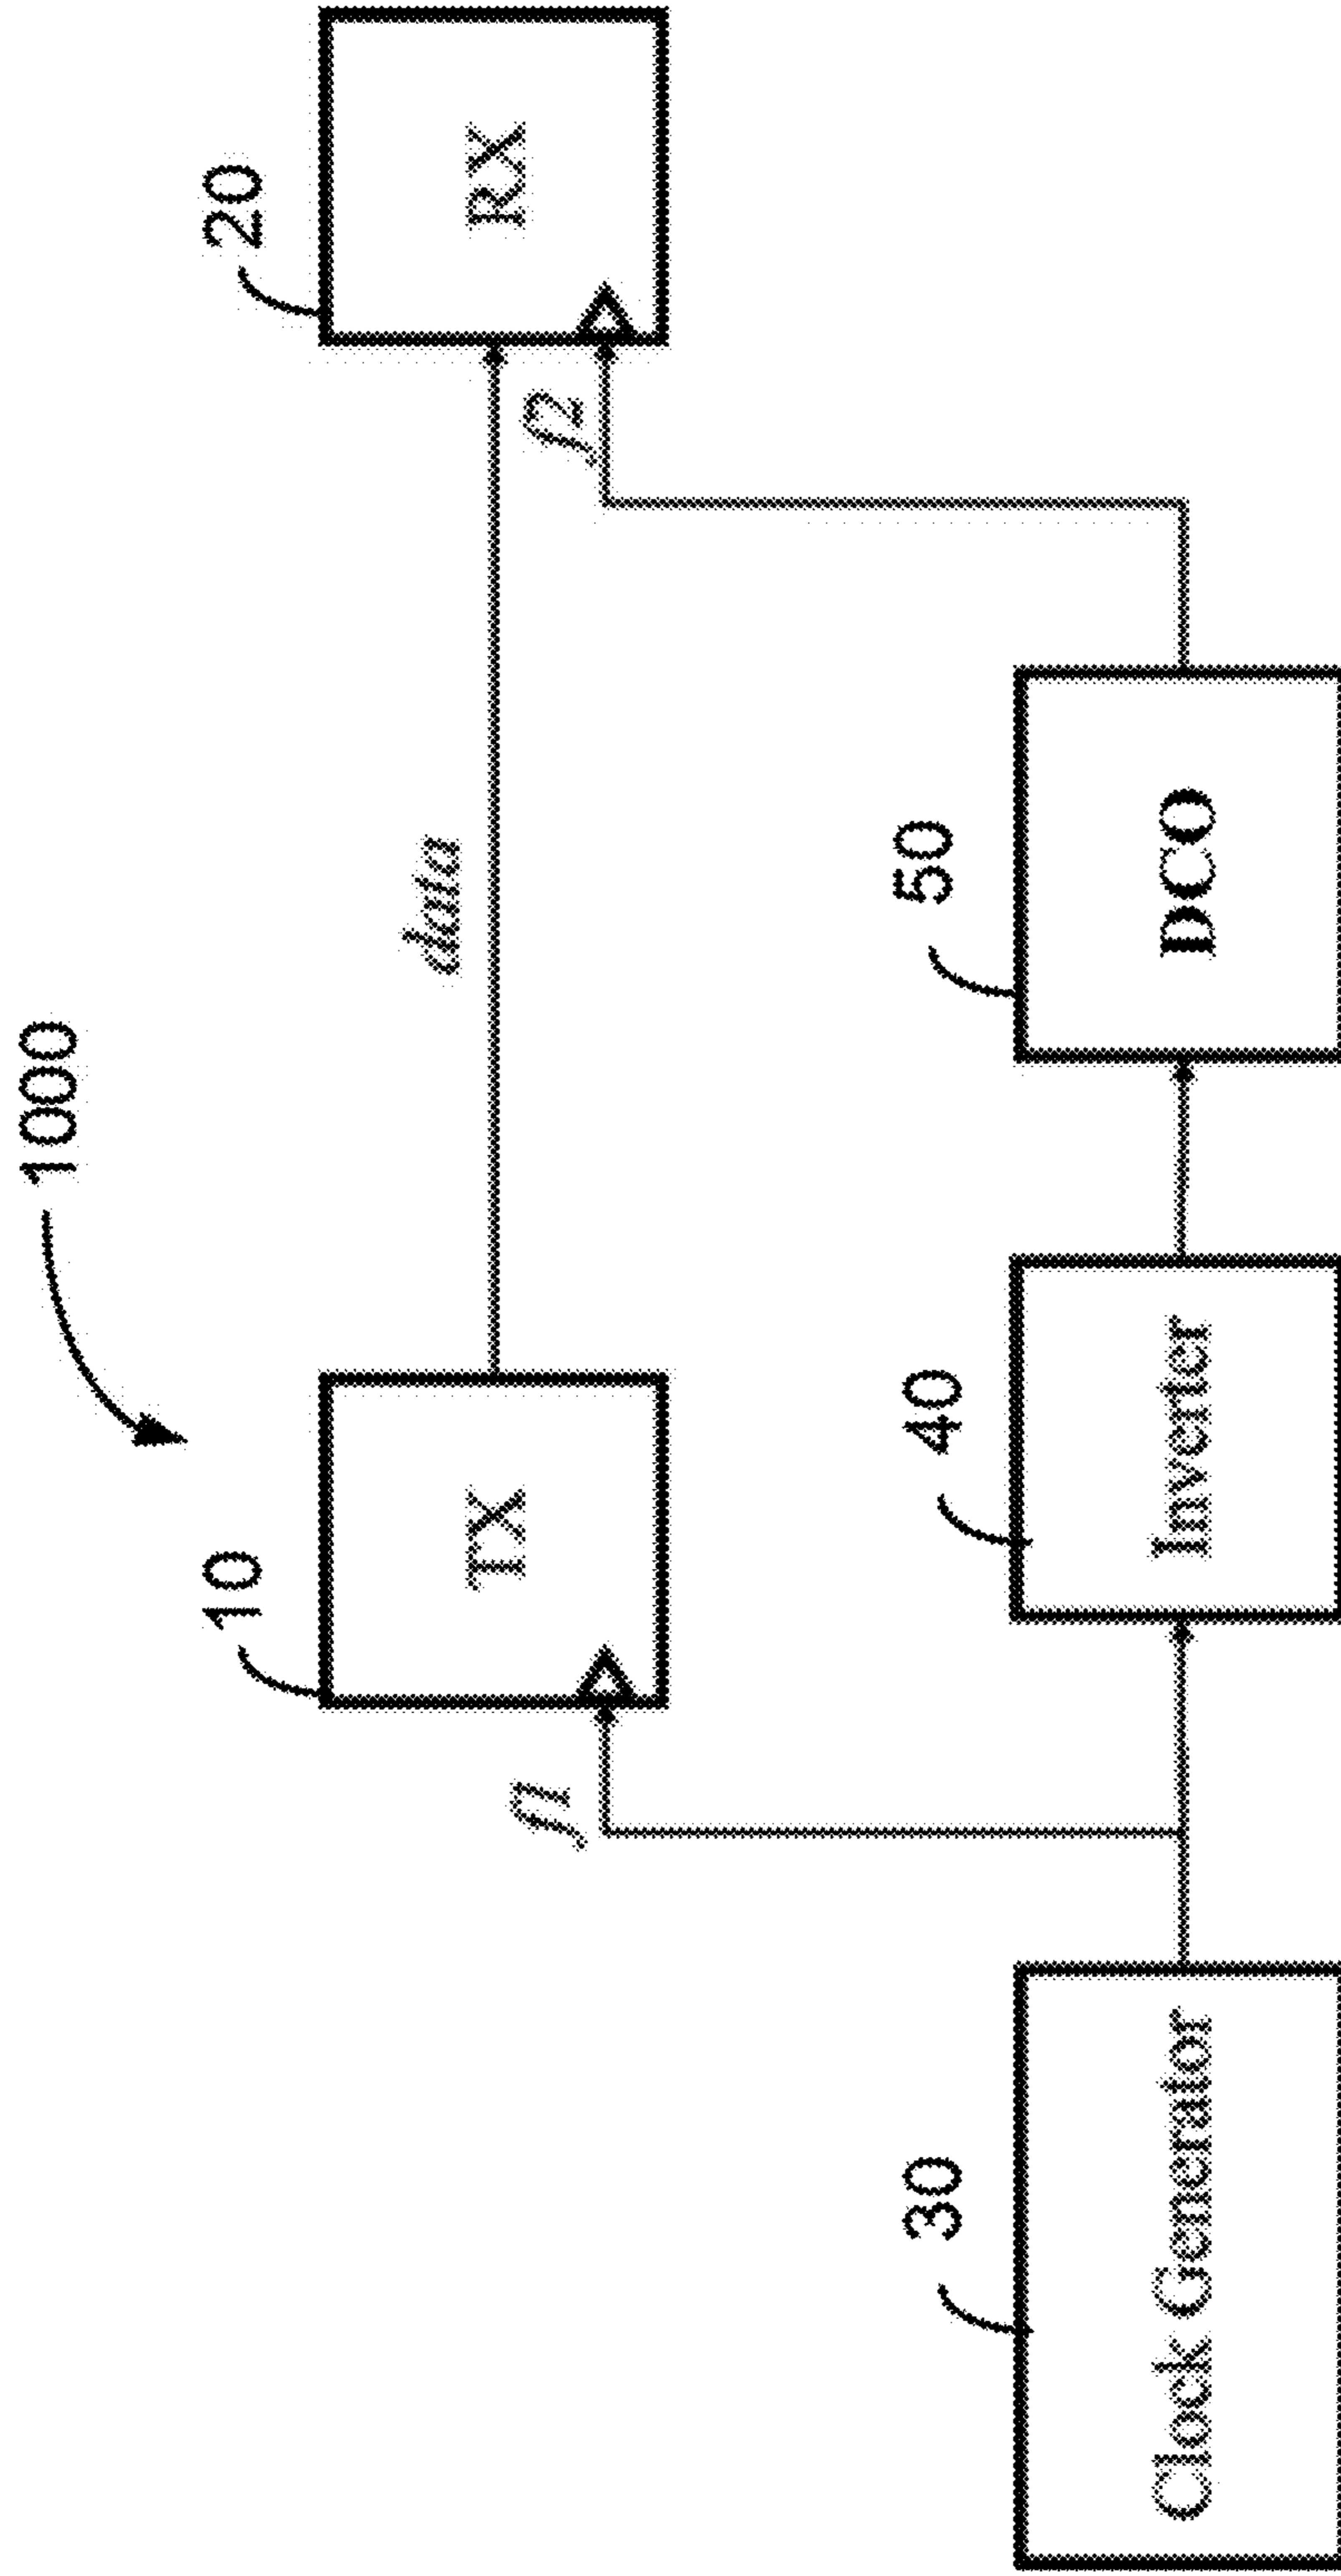 1000
10
TX
data
20
RX
f1
f2
30
Clock Generator
40
Inverter
50
DCO